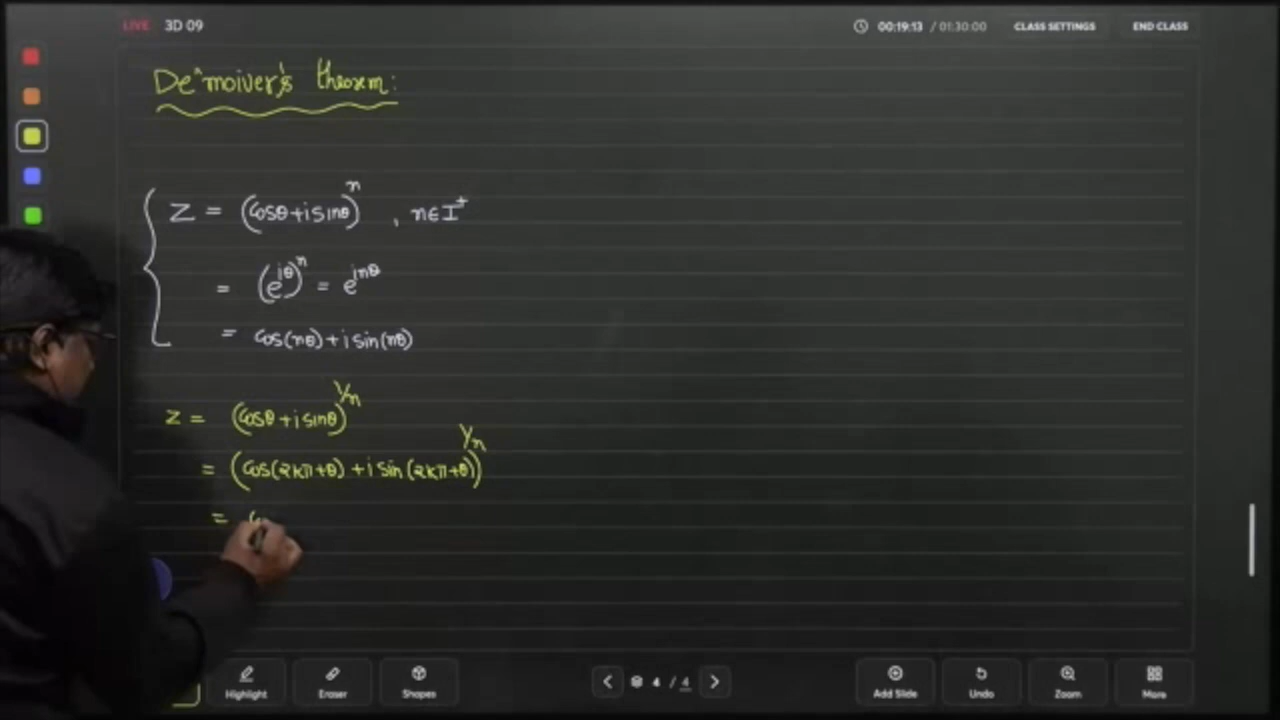 LIVE 3D 09 00:19:13 / 01:30:00 CLASS SETTINGS END CLASS
De'moiver's theorem:
Z = (cosθ+i sinθ)^n , n∈I^+
= (e^{iθ})^n = e^{inθ}
= cos(nθ)+i sin(nθ)
Z = (cosθ+i sinθ)^{1/n}
= (cos(2kπ+θ) + i sin(2kπ+θ))^{1/n}
=
Highlight Eraser Shapes 4 / 4 Add Slide Undo Zoom More